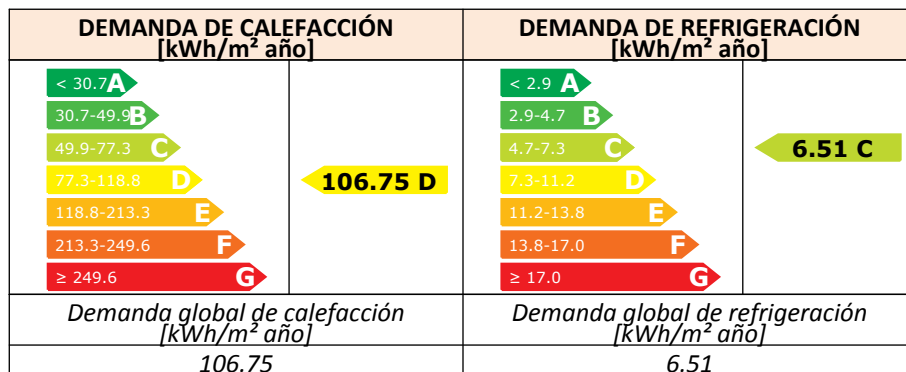 DEMANDA DE CALEFACCIÓN
[kWh/m² año]
DEMANDA DE REFRIGERACIÓN
[kWh/m² año]
< 30.7 A
30.7-49.9 B
49.9-77.3 C
77.3-118.8 D
118.8-213.3 E
213.3-249.6 F
≥ 249.6 G
106.75 D
< 2.9 A
2.9-4.7 B
4.7-7.3 C
7.3-11.2 D
11.2-13.8 E
13.8-17.0 F
≥ 17.0 G
6.51 C
Demanda global de calefacción
[kWh/m² año]
Demanda global de refrigeración
[kWh/m² año]
106.75
6.51